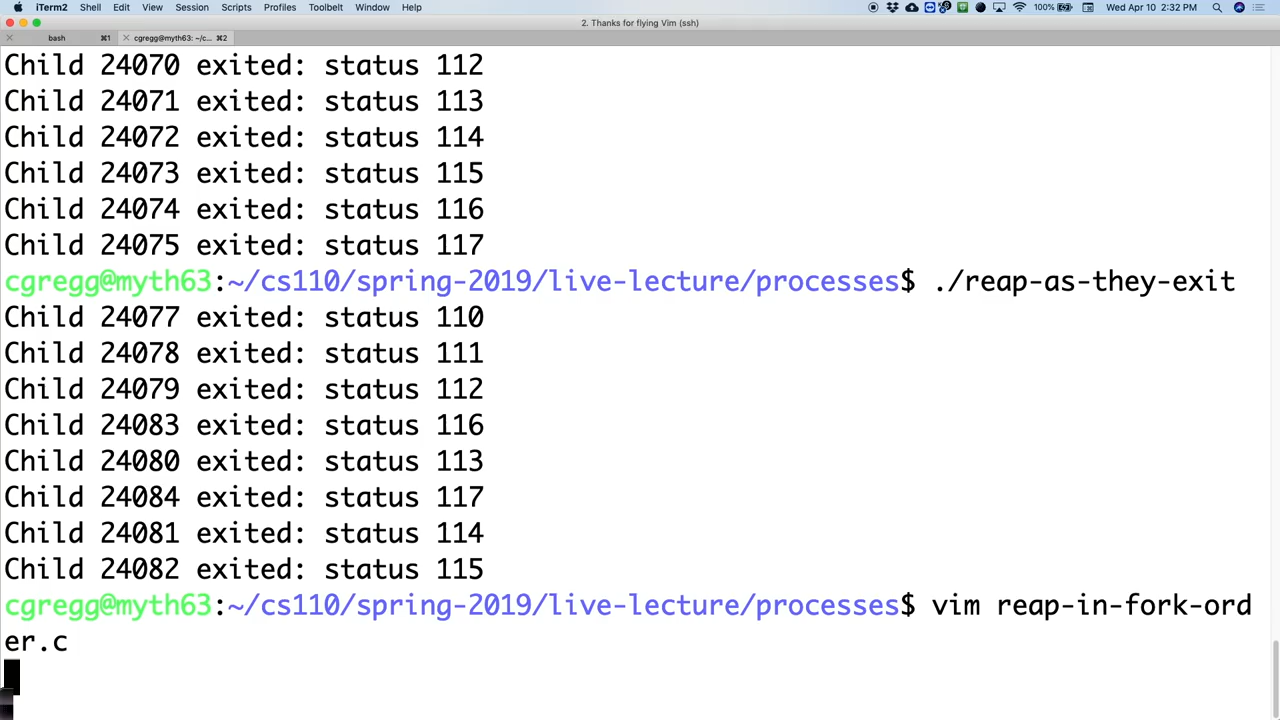 iTerm2 Shell Edit View Session Scripts Profiles Toolbelt Window Help 100% Wed Apr 10 2:32 PM
2. Thanks for flying Vim (ssh)
bash ⌘1 cgregg@myth63: ~/c... ⌘2
Child 24070 exited: status 112
Child 24071 exited: status 113
Child 24072 exited: status 114
Child 24073 exited: status 115
Child 24074 exited: status 116
Child 24075 exited: status 117
cgregg@myth63:~/cs110/spring-2019/live-lecture/processes$ ./reap-as-they-exit
Child 24077 exited: status 110
Child 24078 exited: status 111
Child 24079 exited: status 112
Child 24083 exited: status 116
Child 24080 exited: status 113
Child 24084 exited: status 117
Child 24081 exited: status 114
Child 24082 exited: status 115
cgregg@myth63:~/cs110/spring-2019/live-lecture/processes$ vim reap-in-fork-ord
er.c